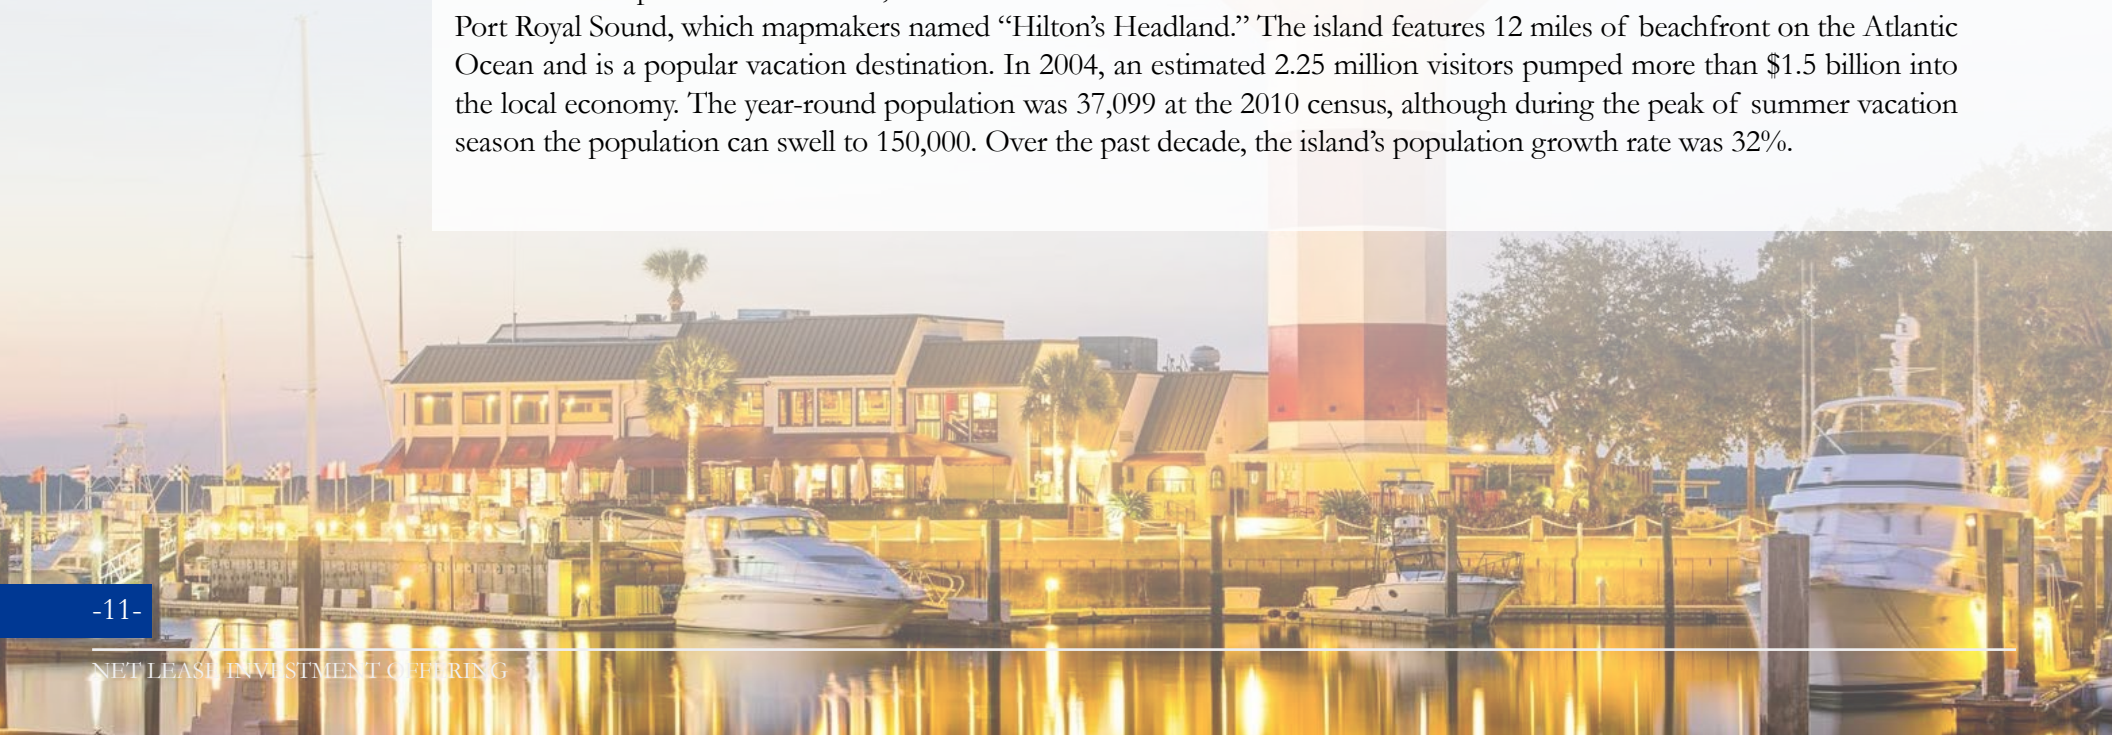 Port Royal Sound, which mapmakers named “Hilton’s Headland.” The island features 12 miles of beachfront on the Atlantic
Ocean and is a popular vacation destination. In 2004, an estimated 2.25 million visitors pumped more than $1.5 billion into
the local economy. The year-round population was 37,099 at the 2010 census, although during the peak of summer vacation
season the population can swell to 150,000. Over the past decade, the island’s population growth rate was 32%.
-11-
NET LEASE INVESTMENT OFFERING